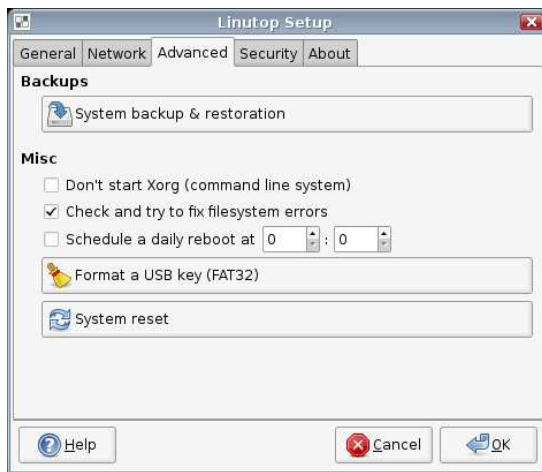 Linutop Setup
General Network Advanced Security About
Backups
System backup & restoration
Misc
Don't start Xorg (command line system)
Check and try to fix filesystem errors
Schedule a daily reboot at 0 : 0
Format a USB key (FAT32)
System reset
Help Cancel OK